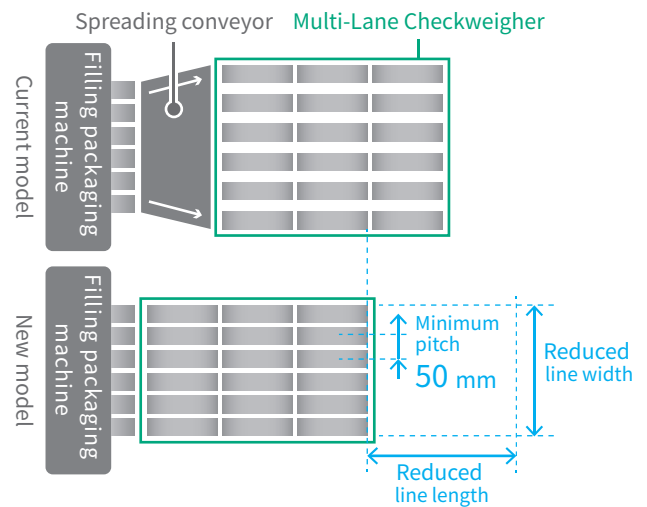 Spreading conveyor
Multi-Lane Checkweigher
Current model
Filling packaging
machine
New model
Filling packaging
machine
Minimum
pitch
50 mm
Reduced
line width
Reduced
line length